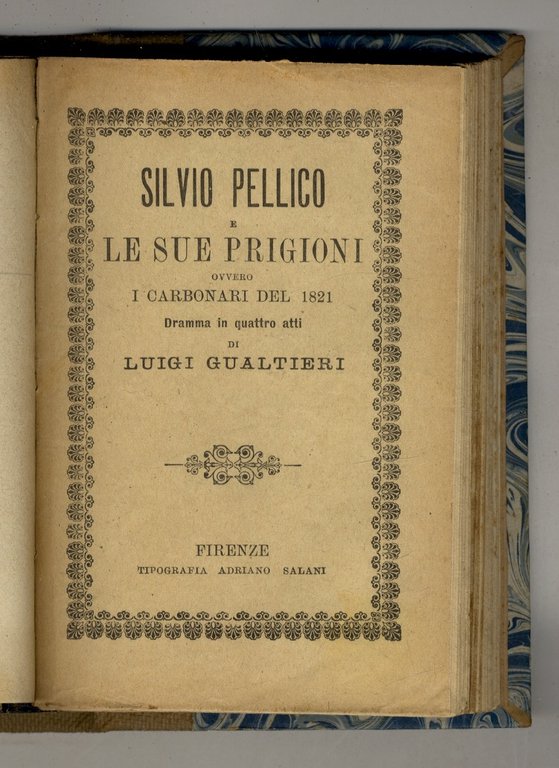 SILVIO PELLICO
E
LE SUE PRIGIONI
OVVERO
I CARBONARI DEL 1821
Dramma in quattro atti
DI
LUIGI GUALTIERI
FIRENZE
TIPOGRAFIA ADRIANO SALANI